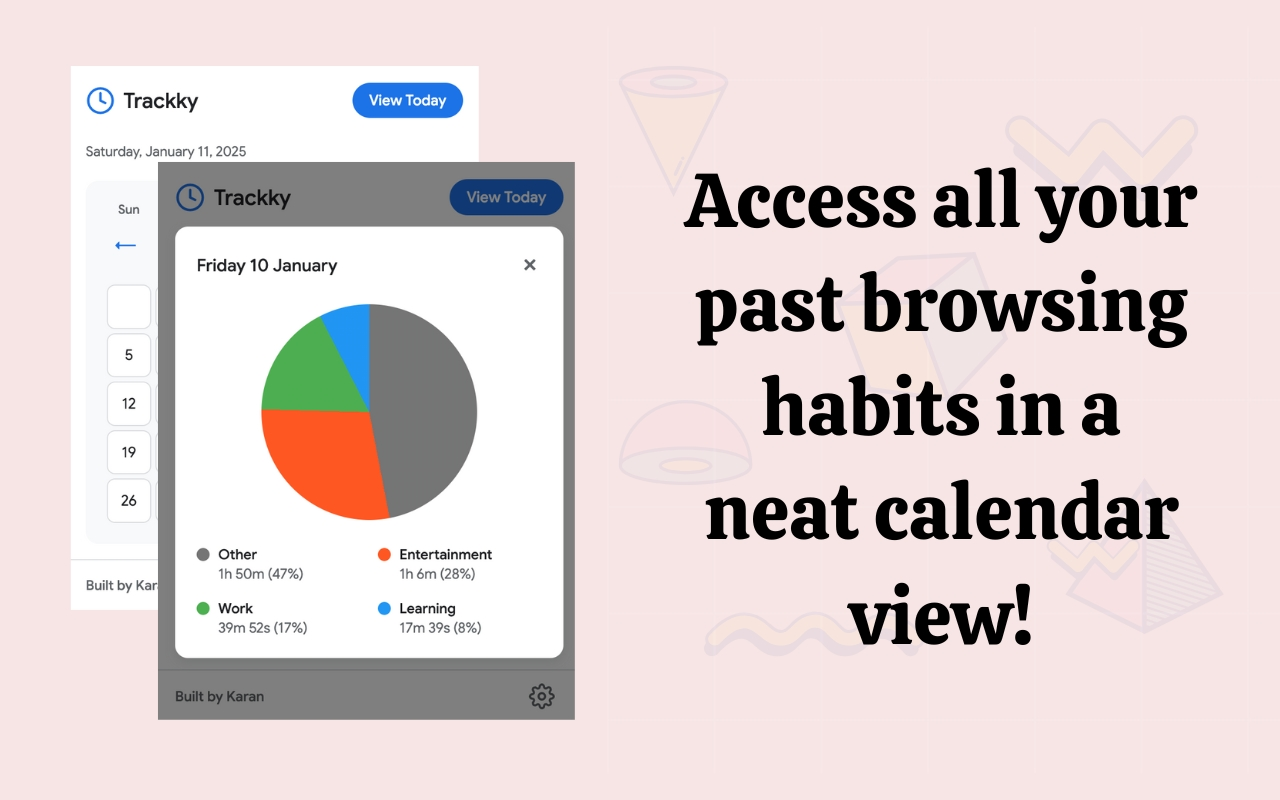 Trackky
View Today
Saturday, January 11, 2025
Sun
←
5
12
19
26
Built by Kar
Trackky
View Today
Friday 10 January
×
Other
1h 50m (47%)
Entertainment
1h 6m (28%)
Work
39m 52s (17%)
Learning
17m 39s (8%)
Built by Karan
Access all your
past browsing
habits in a
neat calendar
view!